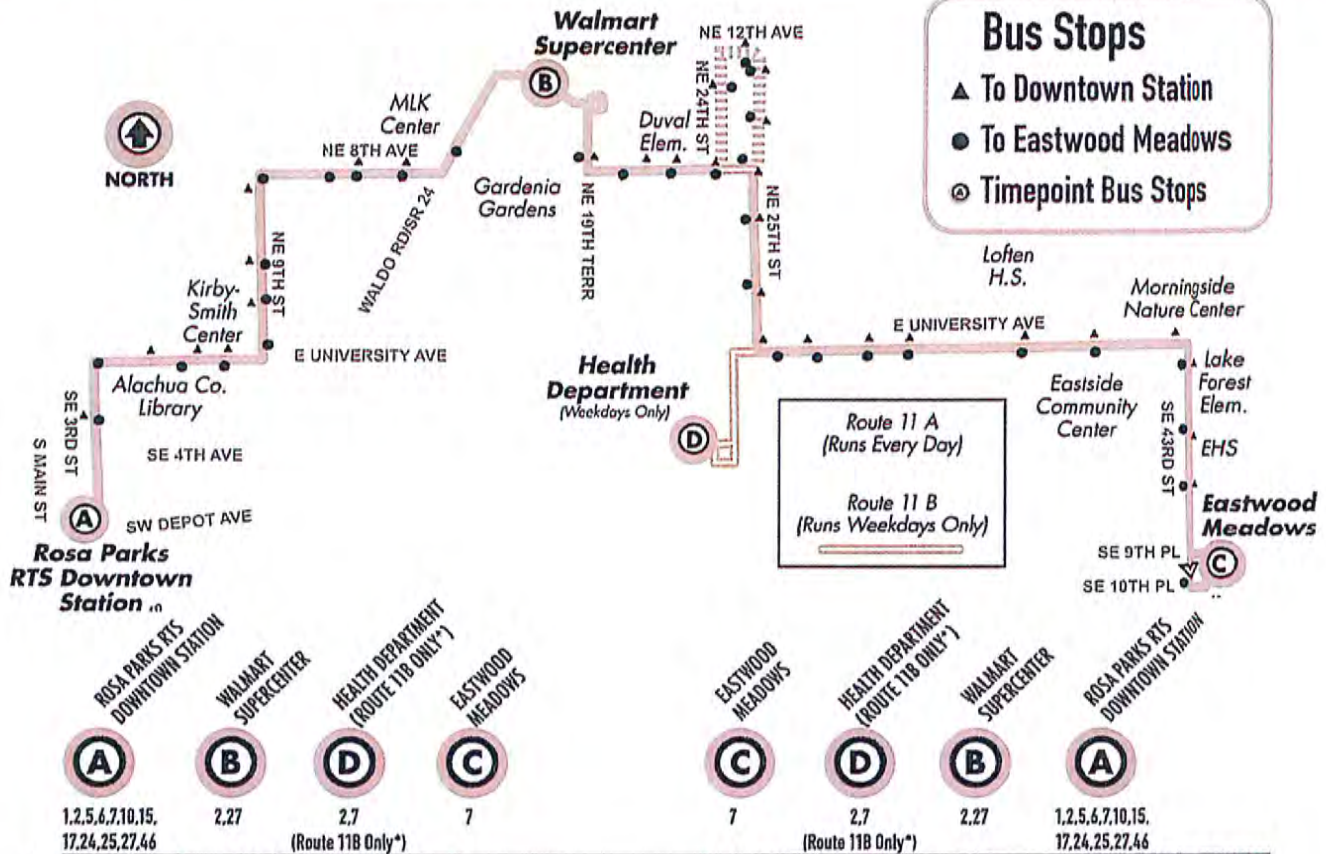 Walmart
Supercenter
B
NE 12TH AVE
Bus Stops
To Downtown Station
To Eastwood Meadows
A Timepoint Bus Stops
NORTH
MLK
Center
NE 8TH AVE
NE 24TH ST
Duval
Elem.
Gardenia
Gardens
WALDO RD/SR 24
NE 19TH TERR
NE 25TH ST
NE 9TH ST
Kirby-
Smith
Center
Loften
H.S.
Morningside
Nature Center
E UNIVERSITY AVE
E UNIVERSITY AVE
Alachua Co.
Library
Health
Department
(Weekdays Only)
D
Eastside
Community
Center
Lake
Forest
Elem.
EHS
SE 3RD ST
S MAIN ST
SE 4TH AVE
SE 43RD ST
Route 11 A
(Runs Every Day)
Route 11 B
(Runs Weekdays Only)
A
SW DEPOT AVE
Rosa Parks
RTS Downtown
Station
Eastwood
Meadows
SE 9TH PL
C
SE 10TH PL
ROSA PARKS RTS
DOWNTOWN STATION
WALMART
SUPERCENTER
HEALTH DEPARTMENT
(ROUTE 11B ONLY*)
EASTWOOD
MEADOWS
EASTWOOD
MEADOWS
HEALTH DEPARTMENT
(ROUTE 11B ONLY*)
WALMART
SUPERCENTER
ROSA PARKS RTS
DOWNTOWN STATION
A B D C C D B A
1,2,5,6,7,10,15, 2,27 2,7 7 7 2,7 2,27 1,2,5,6,7,10,15,
17,24,25,27,46 (Route 11B Only*) (Route 11B Only*) 17,24,25,27,46